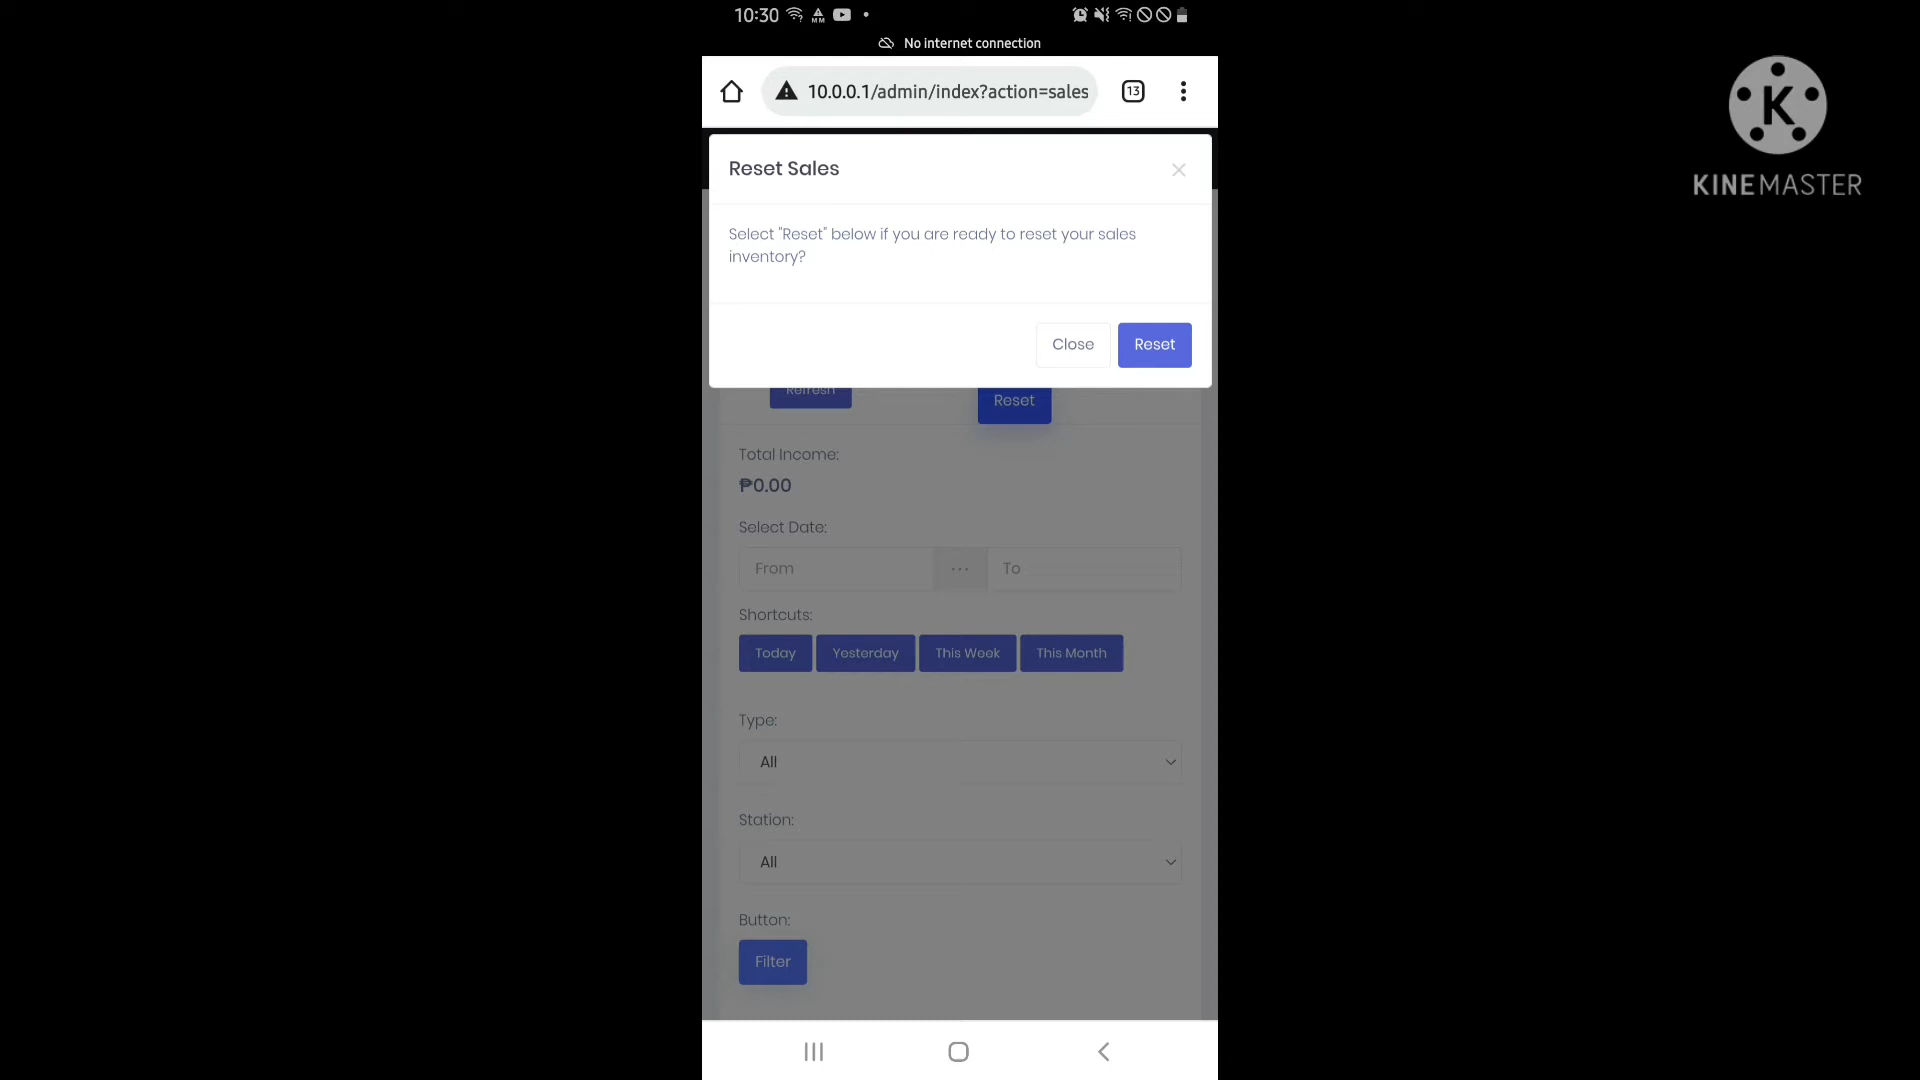 10:30
No internet connection
10.0.0.1/admin/index?action=sales
13
K
KINEMASTER
Reset Sales
Select "Reset" below if you are ready to reset your sales
inventory?
Close Reset
Refresh Reset
Total Income:
₱0.00
Select Date:
From ... To
Shortcuts:
Today Yesterday This Week This Month
Type:
All
Station:
All
Button:
Filter